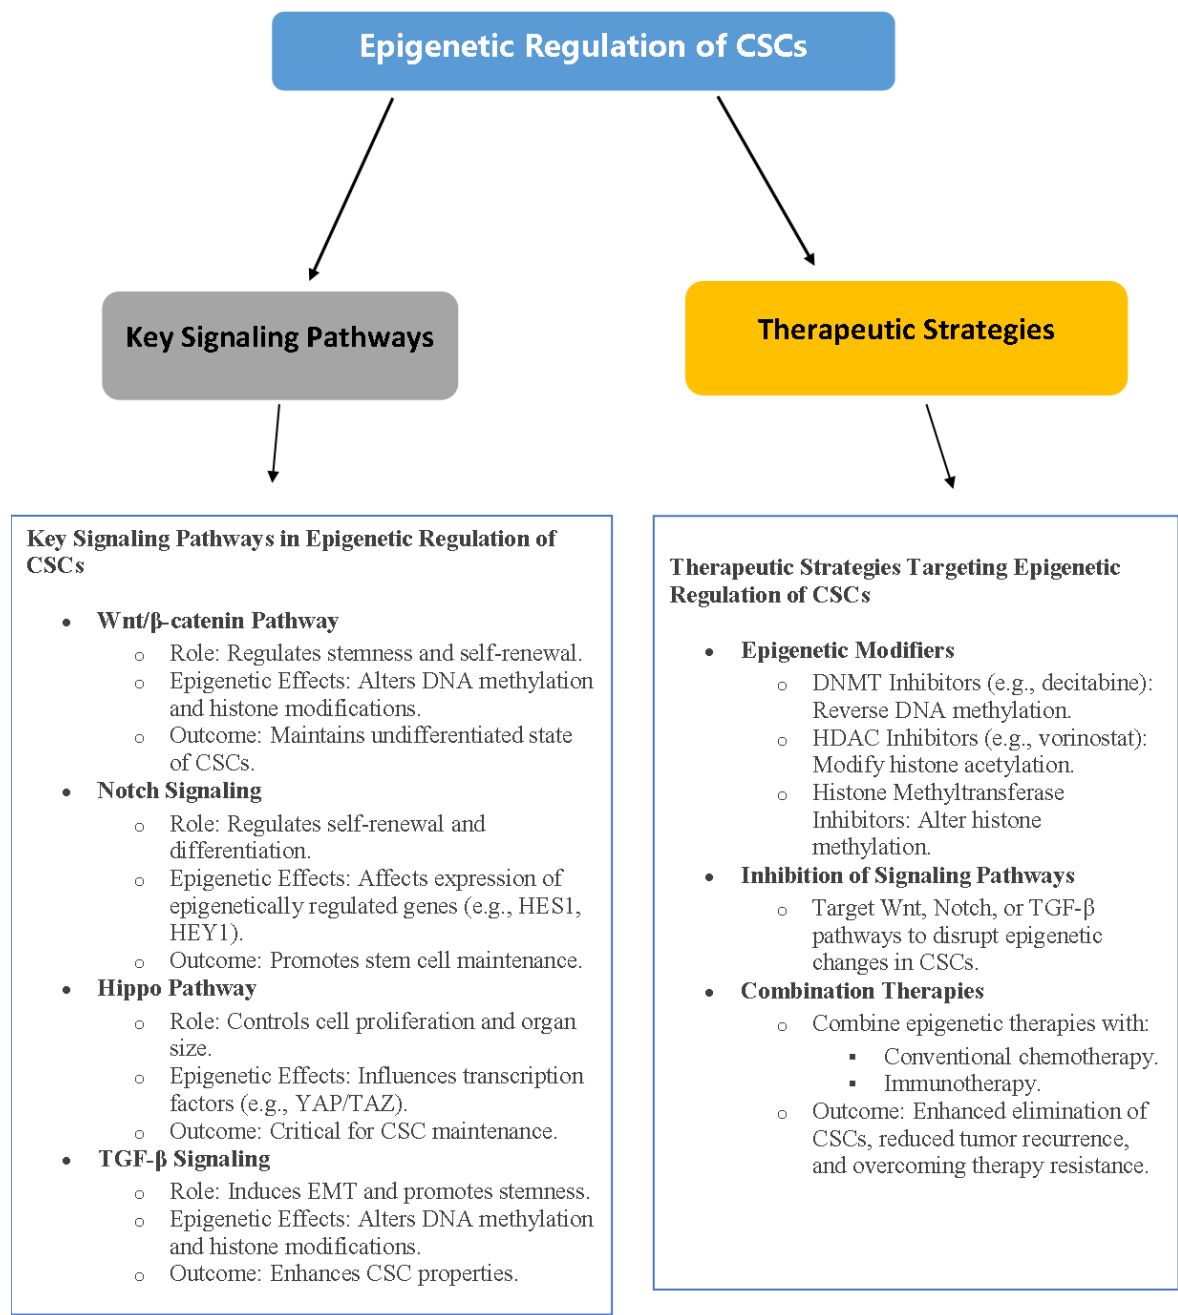 Epigenetic Regulation of CSCs
Key Signaling Pathways
Therapeutic Strategies
Key Signaling Pathways in Epigenetic Regulation of
CSCs
• Wnt/β-catenin Pathway
o Role: Regulates stemness and self-renewal.
o Epigenetic Effects: Alters DNA methylation
and histone modifications.
o Outcome: Maintains undifferentiated state
of CSCs.
• Notch Signaling
o Role: Regulates self-renewal and
differentiation.
o Epigenetic Effects: Affects expression of
epigenetically regulated genes (e.g., HES1,
HEY1).
o Outcome: Promotes stem cell maintenance.
• Hippo Pathway
o Role: Controls cell proliferation and organ
size.
o Epigenetic Effects: Influences transcription
factors (e.g., YAP/TAZ).
o Outcome: Critical for CSC maintenance.
• TGF-β Signaling
o Role: Induces EMT and promotes stemness.
o Epigenetic Effects: Alters DNA methylation
and histone modifications.
o Outcome: Enhances CSC properties.
Therapeutic Strategies Targeting Epigenetic
Regulation of CSCs
• Epigenetic Modifiers
o DNMT Inhibitors (e.g., decitabine):
Reverse DNA methylation.
o HDAC Inhibitors (e.g., vorinostat):
Modify histone acetylation.
o Histone Methyltransferase
Inhibitors: Alter histone
methylation.
• Inhibition of Signaling Pathways
o Target Wnt, Notch, or TGF-β
pathways to disrupt epigenetic
changes in CSCs.
• Combination Therapies
o Combine epigenetic therapies with:
▪ Conventional chemotherapy.
▪ Immunotherapy.
o Outcome: Enhanced elimination of
CSCs, reduced tumor recurrence,
and overcoming therapy resistance.